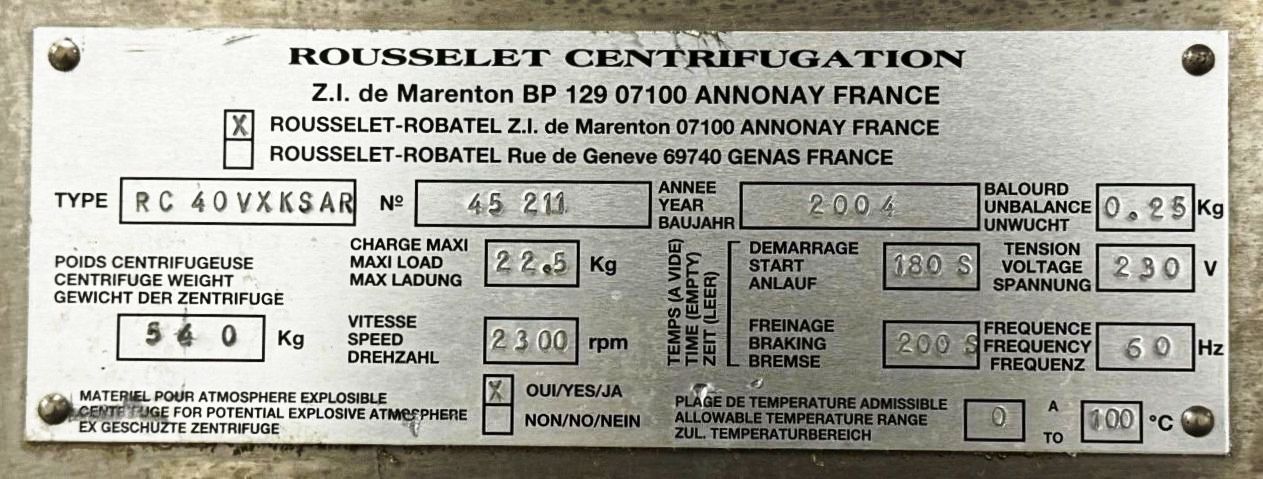 ROUSSELET CENTRIFUGATION
Z.I. de Marenton BP 129 07100 ANNONAY FRANCE
X ROUSSELET-ROBATEL Z.I. de Marenton 07100 ANNONAY FRANCE
ROUSSELET-ROBATEL Rue de Geneve 69740 GENAS FRANCE
TYPE RC 40VXKSAR Nº 45 211
ANNEE
YEAR
BAUJAHR
2004
BALOURD
UNBALANCE
UNWUCHT
0.25 Kg
POIDS CENTRIFUGEUSE
CENTRIFUGE WEIGHT
GEWICHT DER ZENTRIFUGE
540 Kg
CHARGE MAXI
MAXI LOAD
MAX LADUNG
22.5 Kg
VITESSE
SPEED
DREHZAHL
2300 rpm
TEMPS (A VIDE)
TIME (EMPTY)
ZEIT (LEER)
DEMARRAGE
START
ANLAUF
180 S
FREINAGE
BRAKING
BREMSE
200 S
TENSION
VOLTAGE
SPANNUNG
230 V
FREQUENCE
FREQUENCY
FREQUENZ
60 Hz
MATERIEL POUR ATMOSPHERE EXPLOSIBLE
CENTRIFUGE FOR POTENTIAL EXPLOSIVE ATMOSPHERE
EX GESCHÜZTE ZENTRIFUGE
X OUI/YES/JA
NON/NO/NEIN
PLAGE DE TEMPERATURE ADMISSIBLE
ALLOWABLE TEMPERATURE RANGE
ZUL. TEMPERATURBEREICH
0
A
TO
100 °C